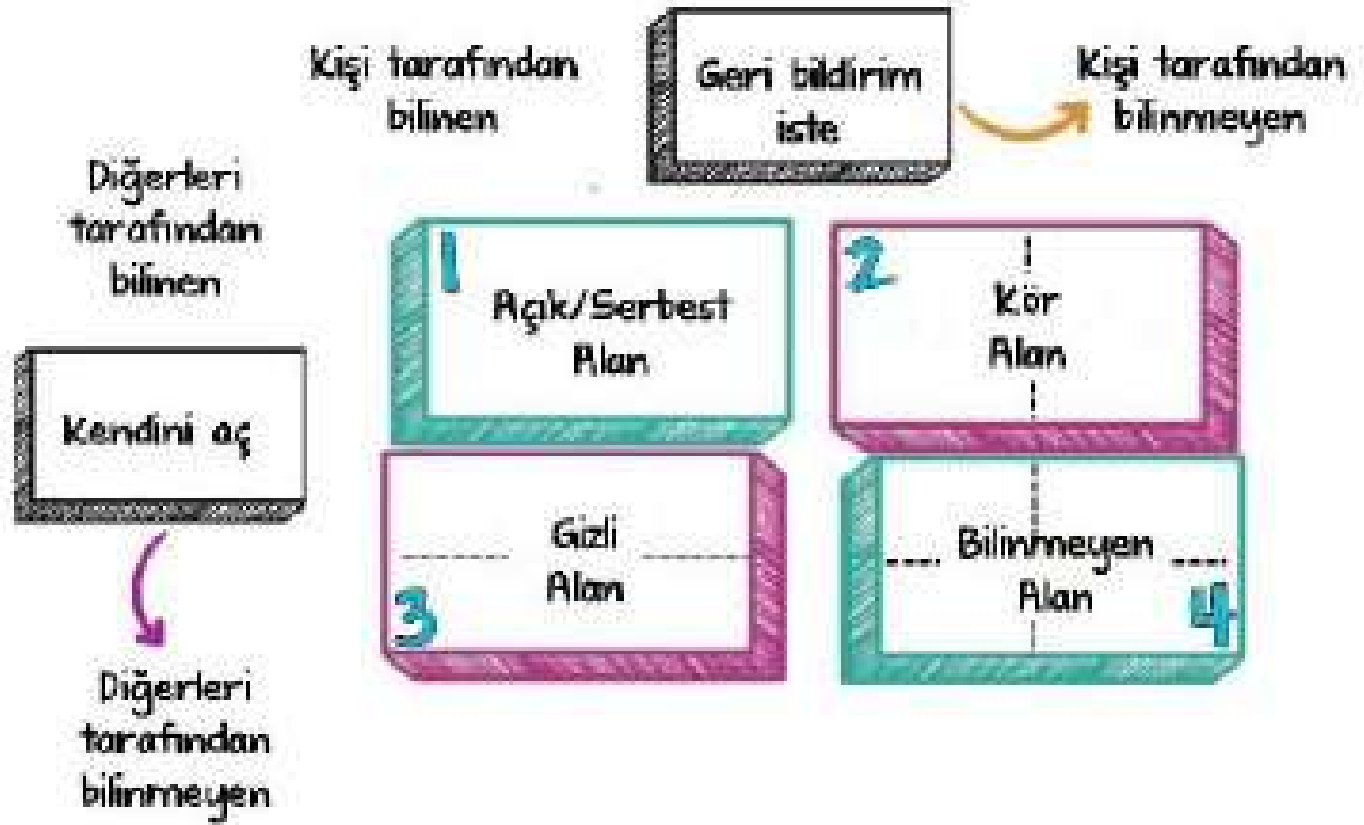 Kişi tarafından
bilinen
Geri bildirim
iste
Kişi tarafından
bilinmeyen
Diğerleri
tarafından
bilinen
1
Açık/Serbest
Alan
2
Kör
Alan
Kendini aç
3
Gizli
Alan
Bilinmeyen
Alan
4
Diğerleri
tarafından
bilinmeyen